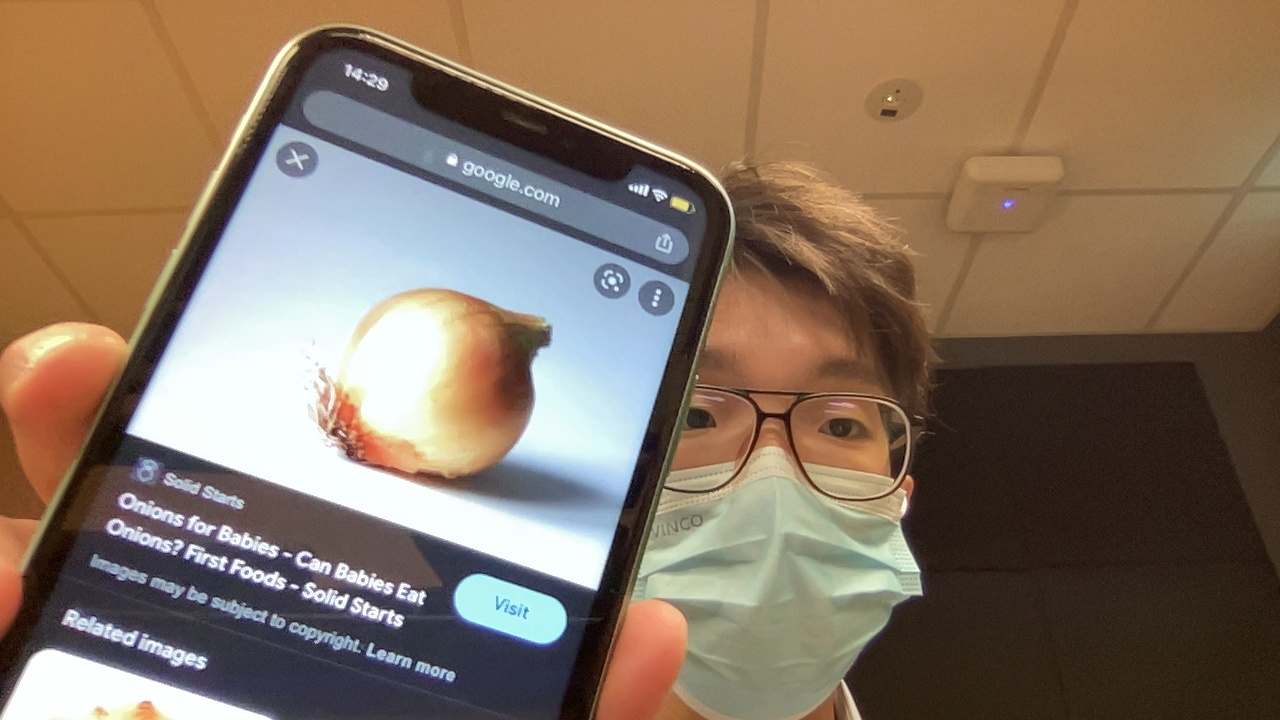 14:29
google.com
Solid Starts
Onions for Babies - Can Babies Eat
Onions? First Foods - Solid Starts
Visit
Images may be subject to copyright. Learn more
Related images
VINCO